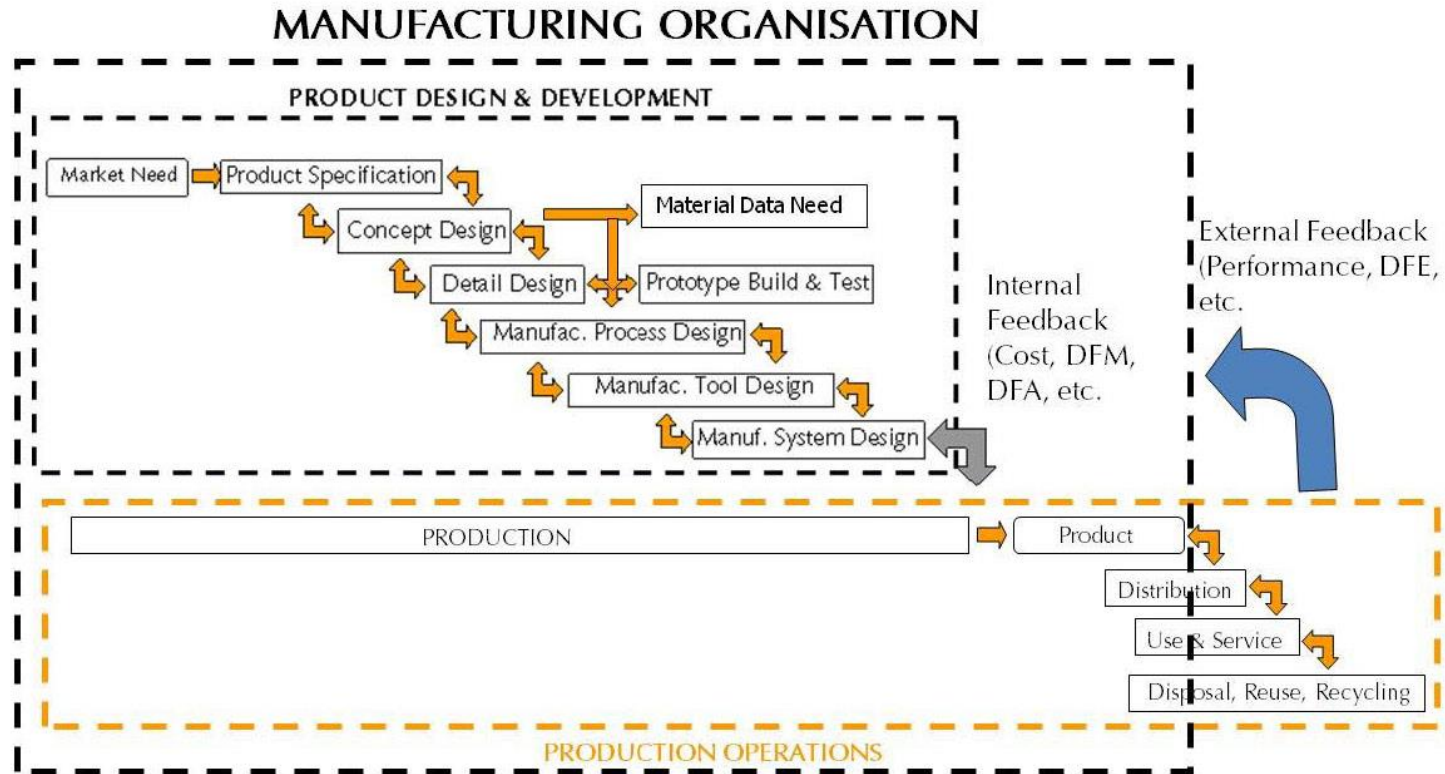 MANUFACTURING ORGANISATION
PRODUCT DESIGN & DEVELOPMENT
Market Need
Product Specification
Material Data Need
Concept Design
Detail Design
Prototype Build & Test
Manufac. Process Design
Manufac. Tool Design
Manuf. System Design
Internal
Feedback
(Cost, DFM,
DFA, etc.
External Feedback
(Performance, DFE,
etc.
PRODUCTION
Product
Distribution
Use & Service
Disposal, Reuse, Recycling
PRODUCTION OPERATIONS